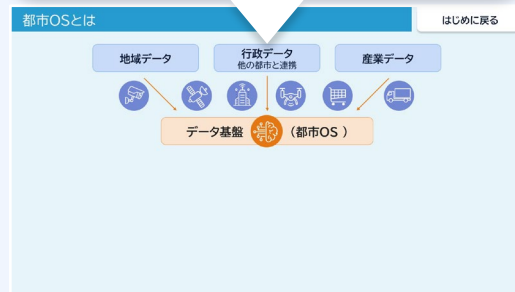 都市OSとは
はじめに戻る
地域データ
行政データ
他の都市と連携
産業データ
データ基盤 （都市OS ）